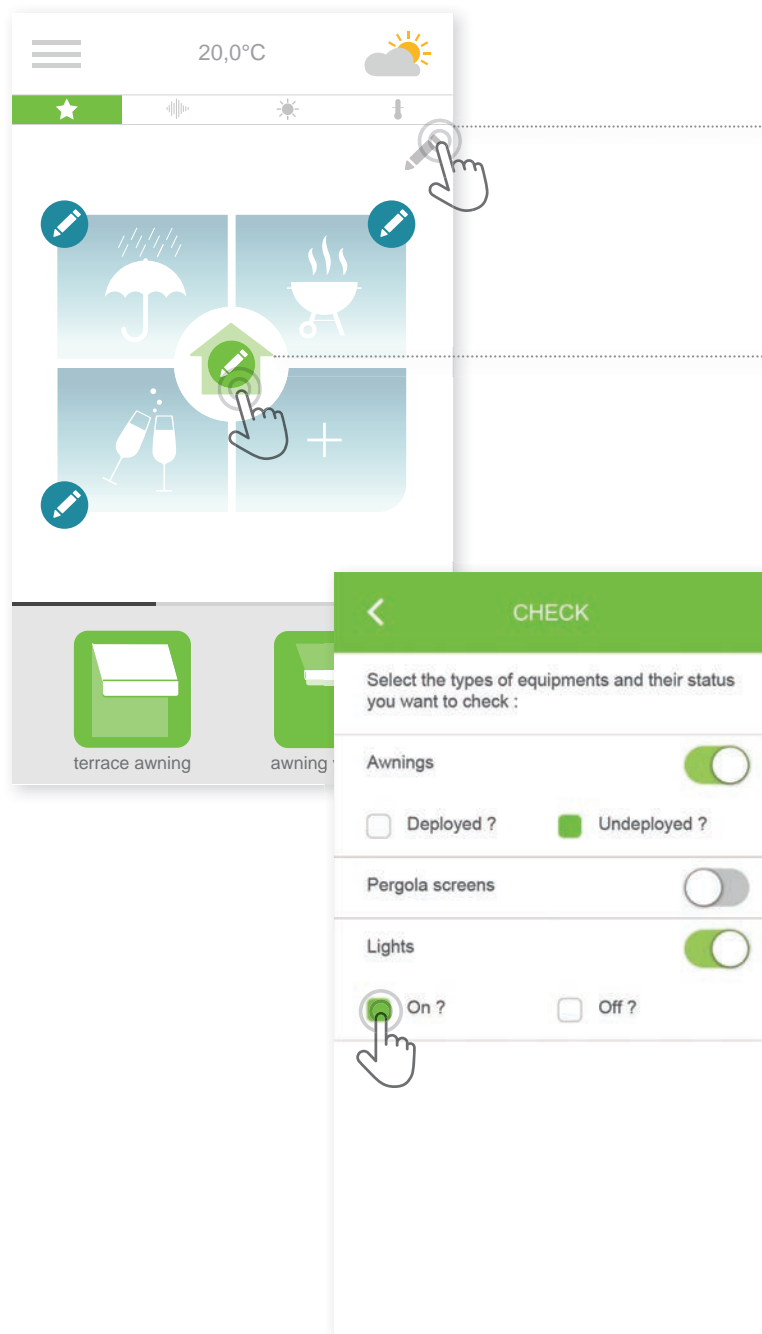 20,0°C
terrace awning
awning
CHECK
Select the types of equipments and their status
you want to check :
Awnings
Deployed ?
Undeployed ?
Pergola screens
Lights
On ?
Off ?